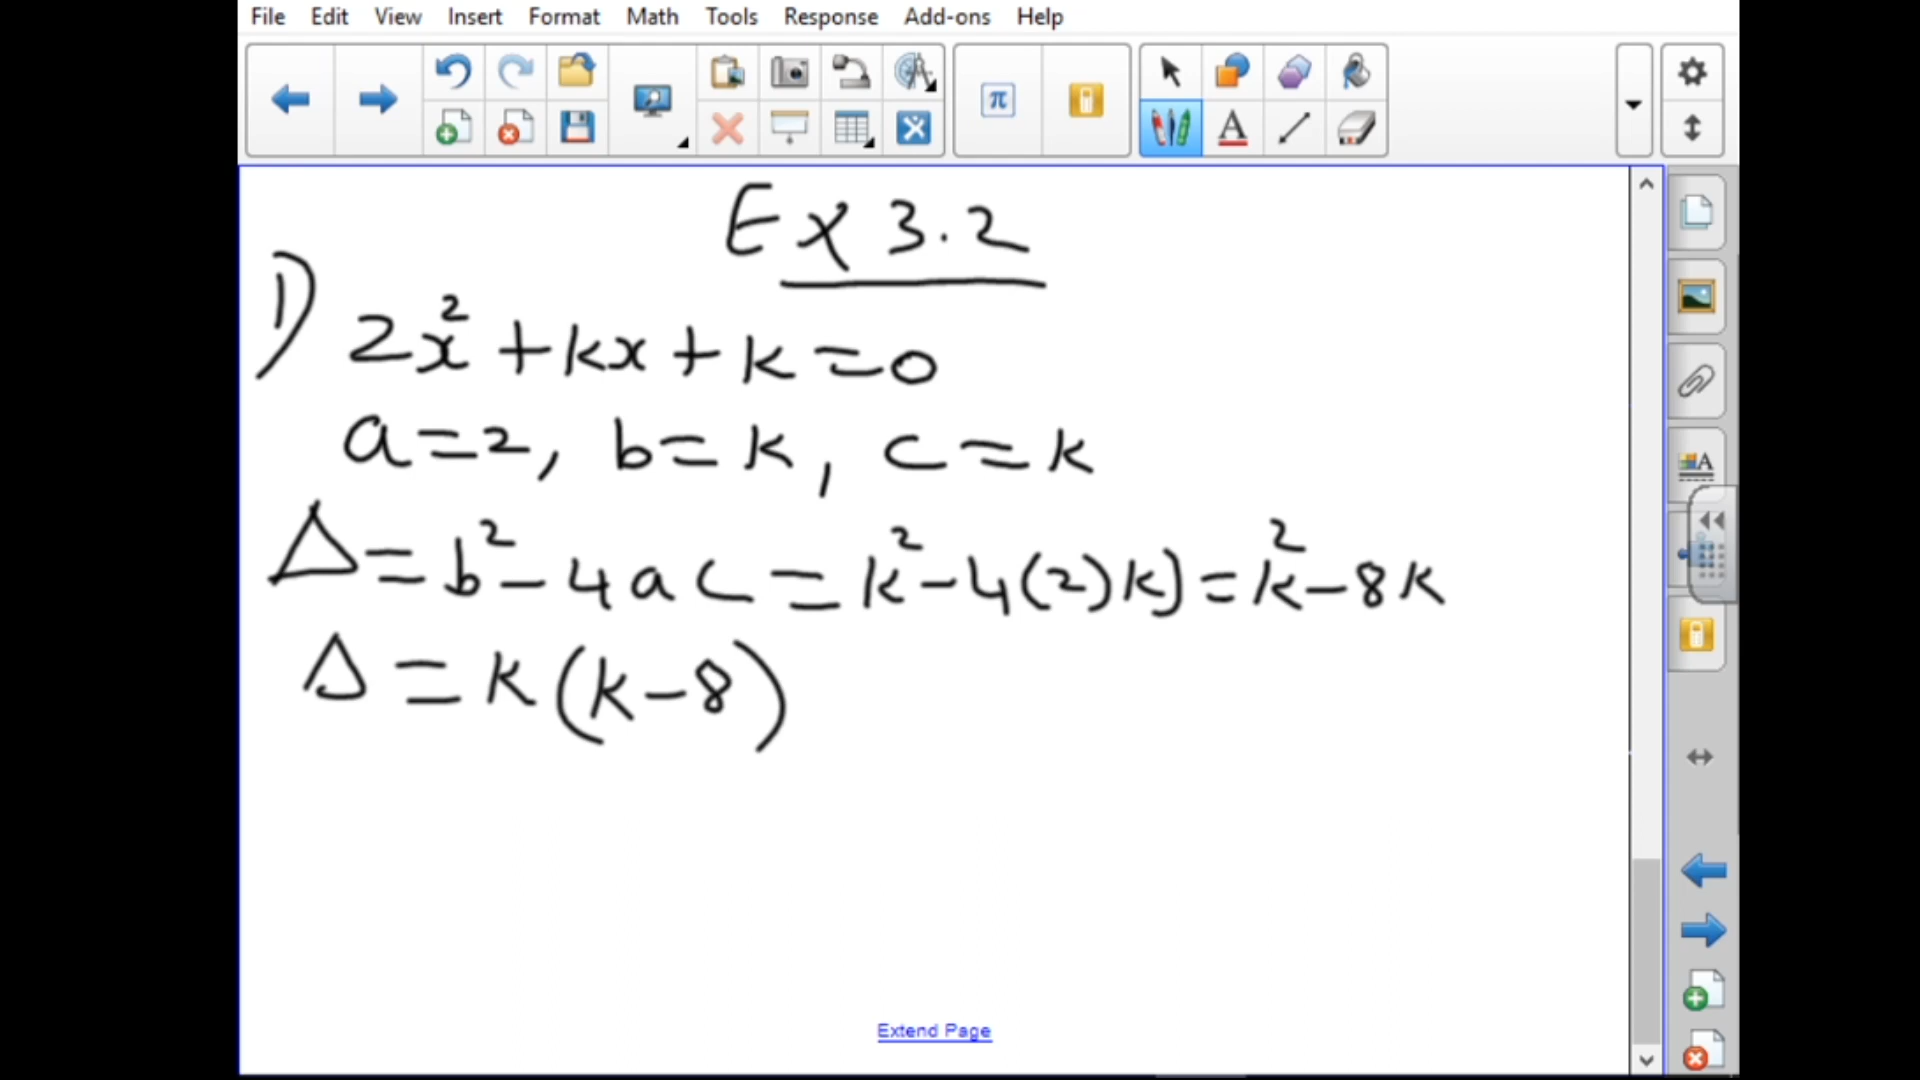 File Edit View Insert Format Math Tools Response Add-ons Help
π
A
A
Ex 3.2
1) 2x² + kx + k = 0
a = 2, b = k, c = k
Δ = b² - 4ac = k² - 4(2)k) = k² - 8k
Δ = k(k - 8)
Extend Page